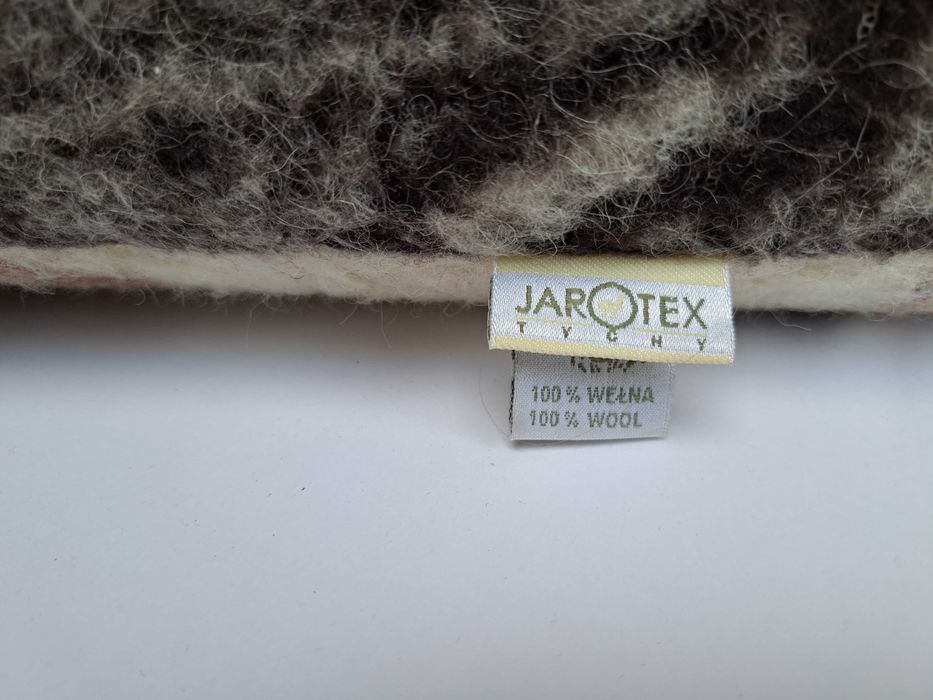 JAROTEX
TYCHY
100 % WEŁNA
100 % WOOL